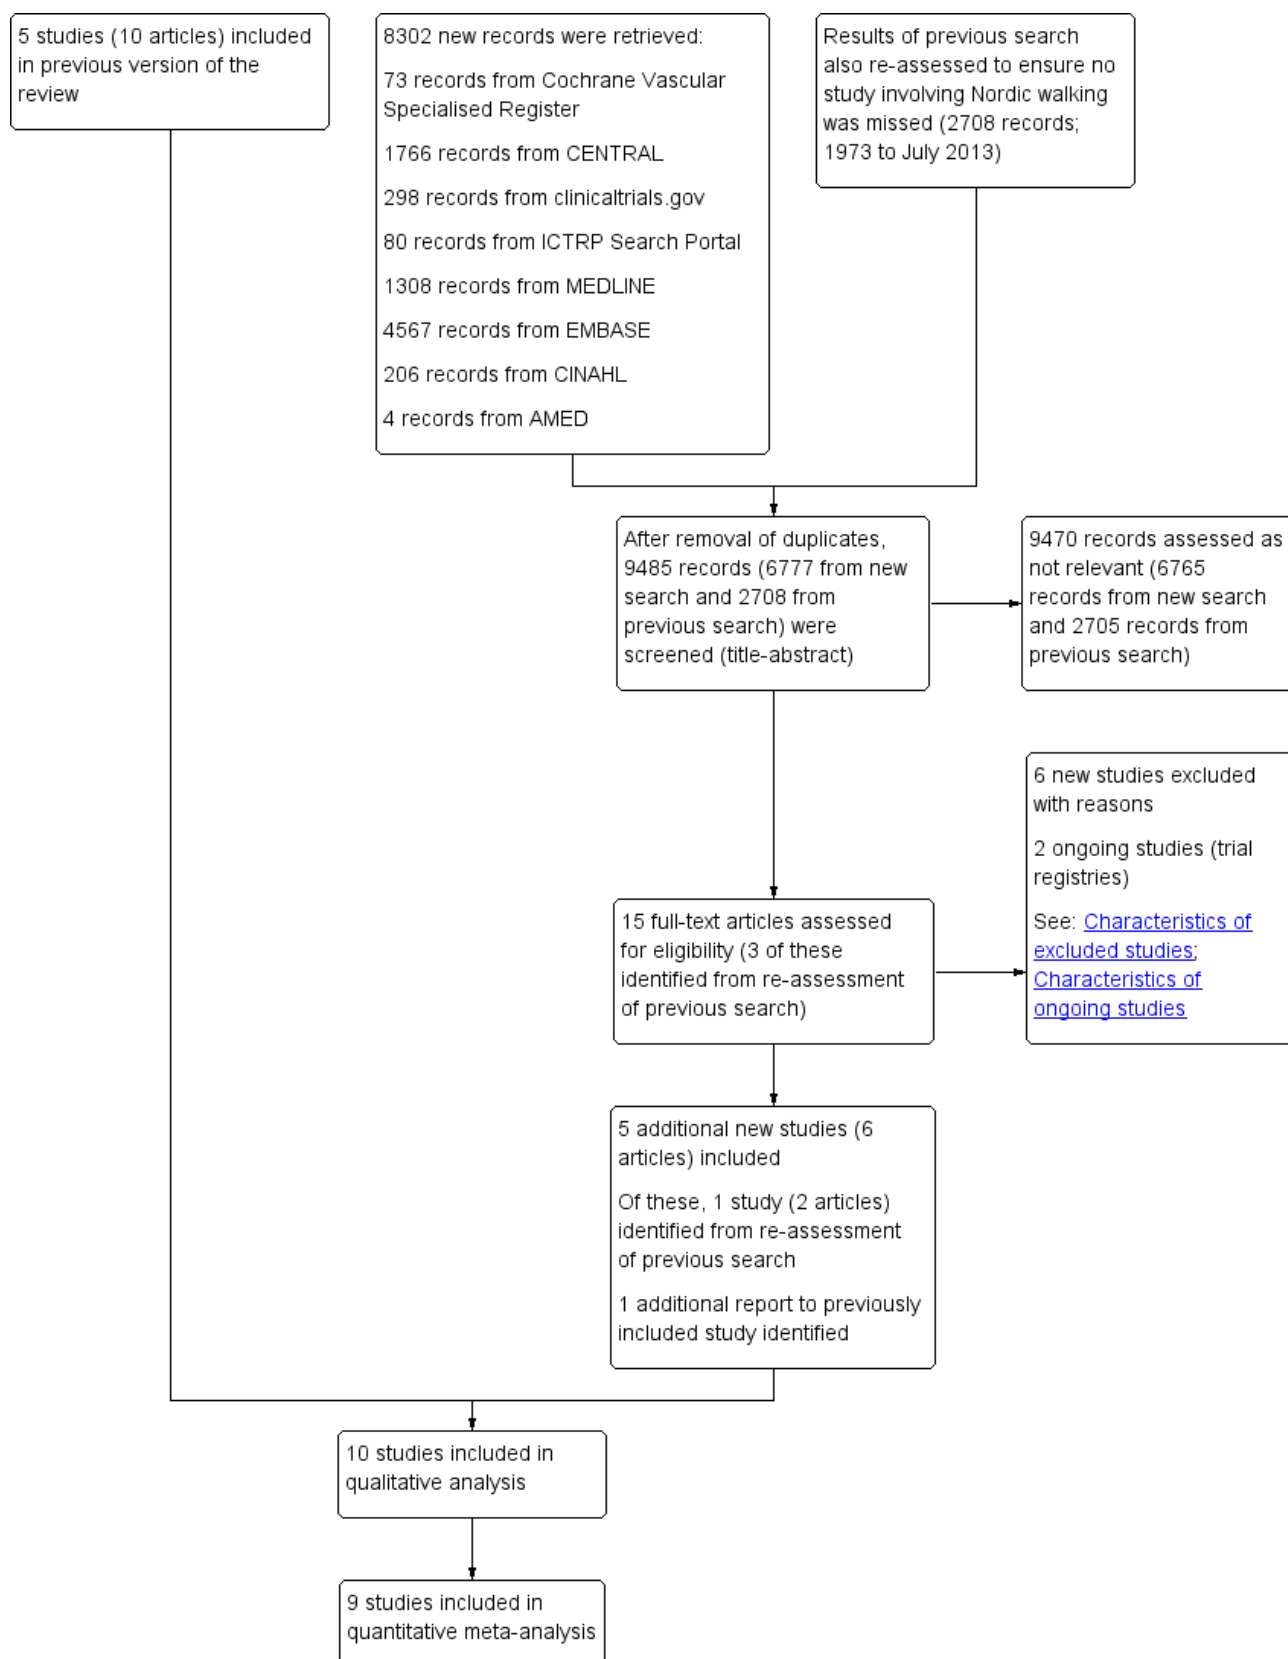 5 studies (10 articles) included
in previous version of the
review
8302 new records were retrieved:
73 records from Cochrane Vascular
Specialised Register
1766 records from CENTRAL
298 records from clinicaltrials.gov
80 records from ICTRP Search Portal
1308 records from MEDLINE
4567 records from EMBASE
206 records from CINAHL
4 records from AMED
Results of previous search
also re-assessed to ensure no
study involving Nordic walking
was missed (2708 records;
1973 to July 2013)
After removal of duplicates,
9485 records (6777 from new
search and 2708 from
previous search) were
screened (title-abstract)
9470 records assessed as
not relevant (6765
records from new search
and 2705 records from
previous search)
6 new studies excluded
with reasons
2 ongoing studies (trial
registries)
See: Characteristics of
excluded studies;
Characteristics of
ongoing studies
15 full-text articles assessed
for eligibility (3 of these
identified from re-assessment
of previous search)
5 additional new studies (6
articles) included
Of these, 1 study (2 articles)
identified from re-assessment
of previous search
1 additional report to previously
included study identified
10 studies included in
qualitative analysis
9 studies included in
quantitative meta-analysis